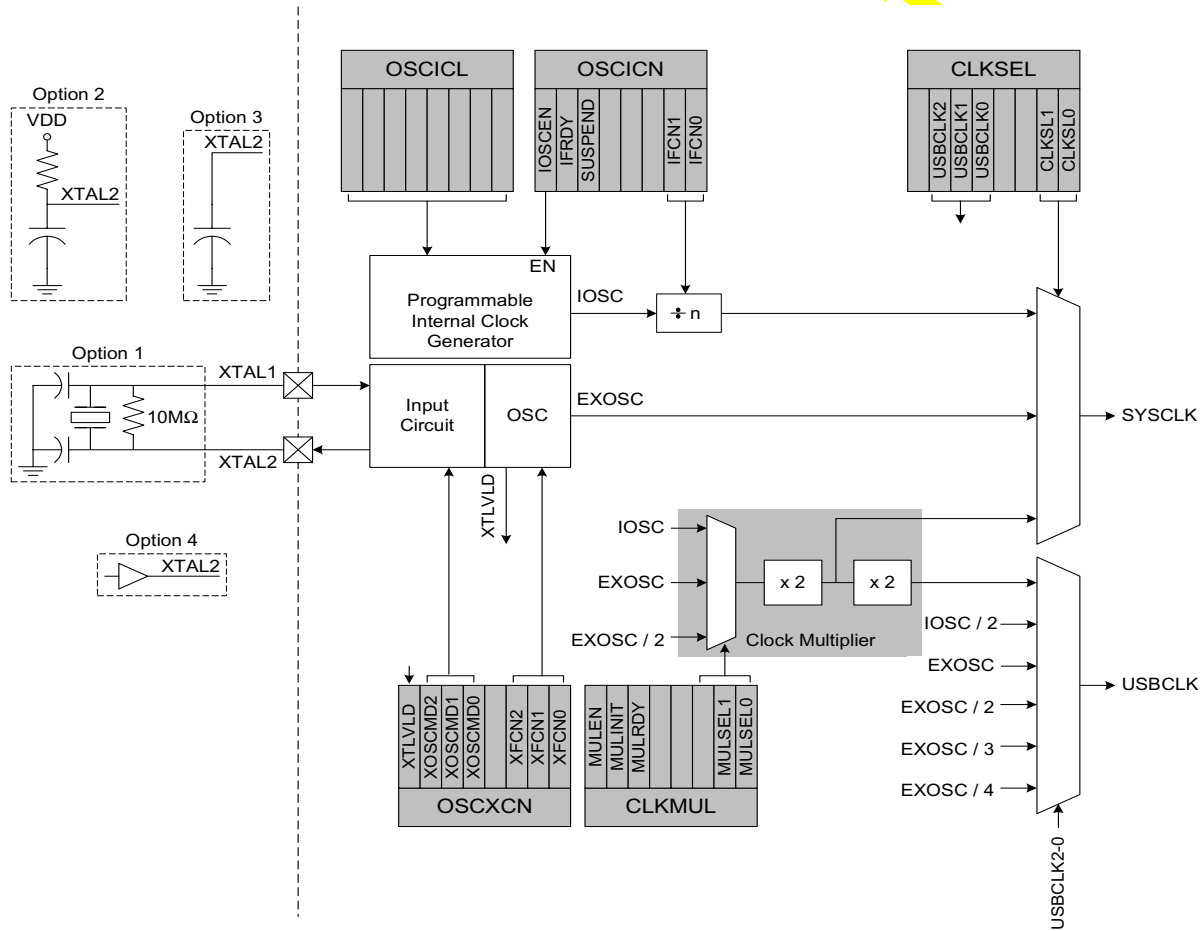 OSCICL
OSCICN
IOSCEN
IFRDY
SUSPEND
IFCN1
IFCN0
CLKSEL
USBCLK2
USBCLK1
USBCLK0
CLKSL1
CLKSL0
Option 2
VDD
XTAL2
Option 3
XTAL2
EN
Programmable
Internal Clock
Generator
IOSC
÷ n
Option 1
10MΩ
XTAL1
XTAL2
Input
Circuit
OSC
EXOSC
SYSCLK
XTLVLD
Option 4
XTAL2
IOSC
EXOSC
EXOSC / 2
x 2
x 2
Clock Multiplier
IOSC / 2
EXOSC
EXOSC / 2
EXOSC / 3
EXOSC / 4
USBCLK
USBCLK2-0
XTLVLD
XOSCMD2
XOSCMD1
XOSCMD0
XFCN2
XFCN1
XFCN0
OSCXCN
MULEN
MULINIT
MULRDY
MULSEL1
MULSEL0
CLKMUL